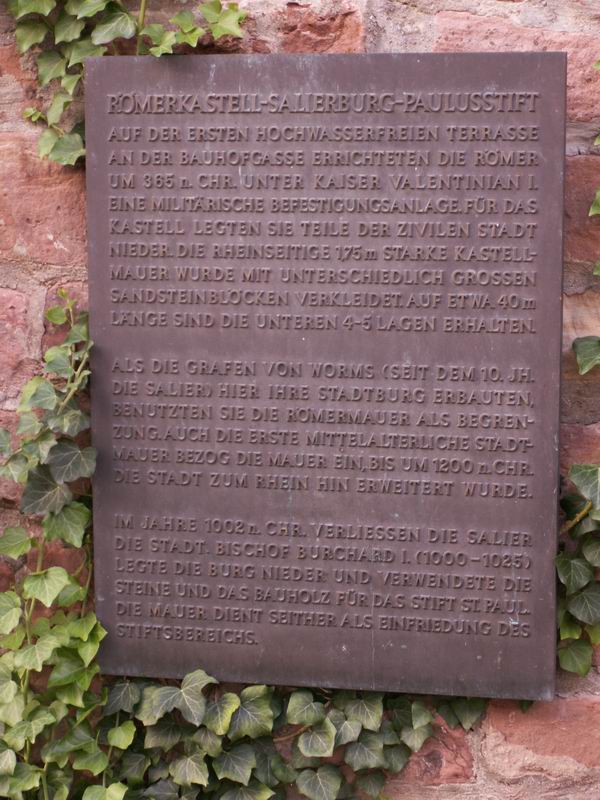 RÖMERKASTELL-SALIERBURG-PAULUSSTIFT
AUF DER ERSTEN HOCHWASSERFREIEN TERRASSE
AN DER BAUHOFGASSE ERRICHTETEN DIE RÖMER
UM 365 n. CHR. UNTER KAISER VALENTINIAN I.
EINE MILITÄRISCHE BEFESTIGUNGSANLAGE. FÜR DAS
KASTELL LEGTEN SIE TEILE DER ZIVILEN STADT
NIEDER. DIE RHEINSEITIGE 1,75m STARKE KASTELL-
MAUER WURDE MIT UNTERSCHIEDLICH GROSSEN
SANDSTEINBLÖCKEN VERKLEIDET. AUF ETWA 40m
LÄNGE SIND DIE UNTEREN 4-5 LAGEN ERHALTEN.
ALS DIE GRAFEN VON WORMS (SEIT DEM 10. JH.
DIE SALIER) HIER IHRE STADTBURG ERBAUTEN,
BENUTZTEN SIE DIE RÖMERMAUER ALS BEGREN-
ZUNG. AUCH DIE ERSTE MITTELALTERLICHE STADT-
MAUER BEZOG DIE MAUER EIN, BIS UM 1200 n. CHR.
DIE STADT ZUM RHEIN HIN ERWEITERT WURDE.
IM JAHRE 1002 n. CHR. VERLIESSEN DIE SALIER
DIE STADT. BISCHOF BURCHARD I. (1000-1025)
LEGTE DIE BURG NIEDER UND VERWENDETE DIE
STEINE UND DAS BAUHOLZ FÜR DAS STIFT ST. PAUL.
DIE MAUER DIENT SEITHER ALS EINFRIEDUNG DES
STIFTSBEREICHS.